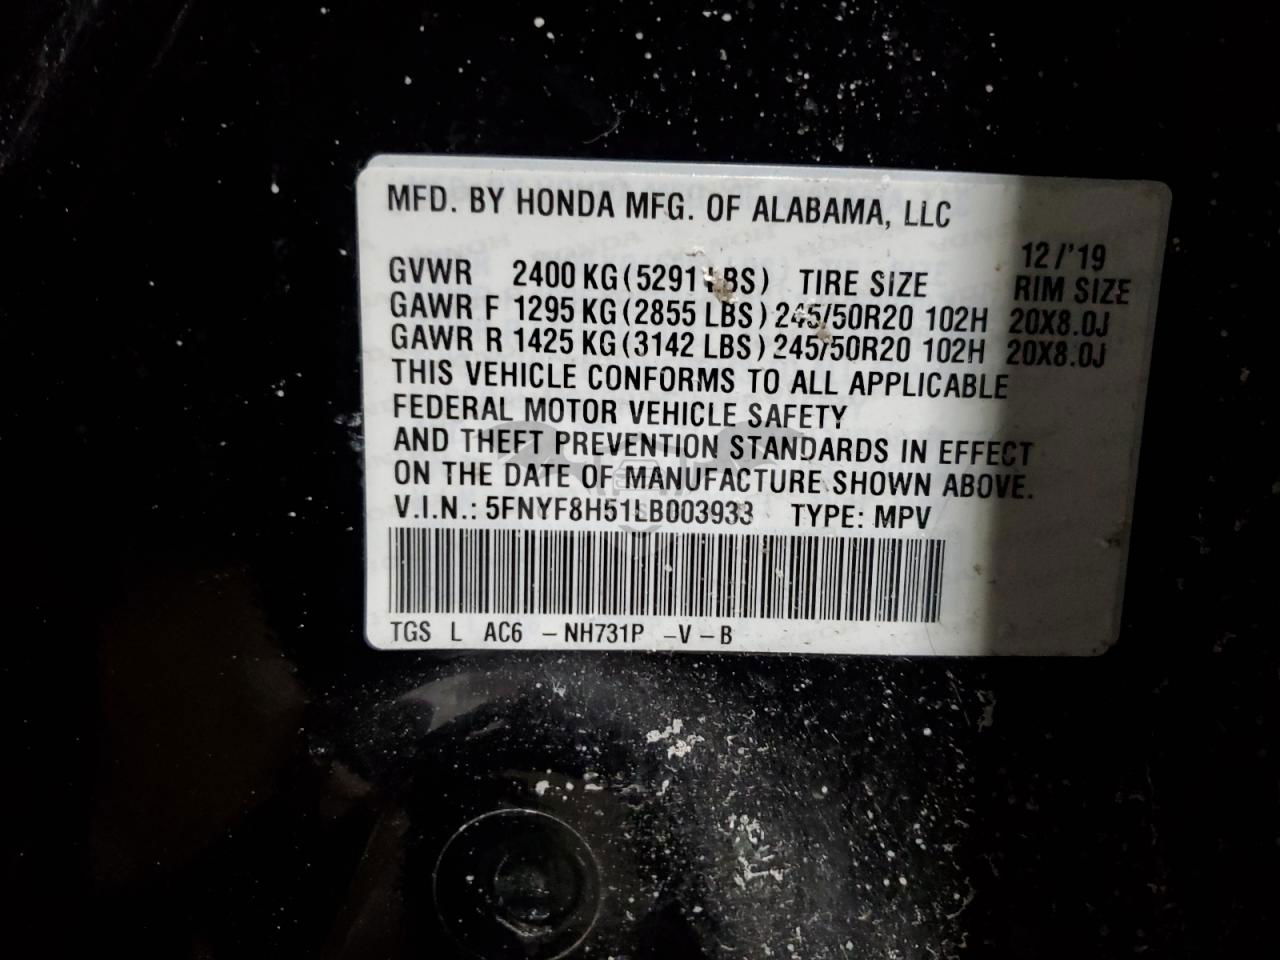 MFD. BY HONDA MFG. OF ALABAMA, LLC
12/'19
GVWR 2400 KG (5291 LBS) TIRE SIZE RIM SIZE
GAWR F 1295 KG (2855 LBS) 245/50R20 102H 20X8.0J
GAWR R 1425 KG (3142 LBS) 245/50R20 102H 20X8.0J
THIS VEHICLE CONFORMS TO ALL APPLICABLE
FEDERAL MOTOR VEHICLE SAFETY
AND THEFT PREVENTION STANDARDS IN EFFECT
ON THE DATE OF MANUFACTURE SHOWN ABOVE.
V.I.N.: 5FNYF8H51LB003933 TYPE: MPV
TGS L AC6 -NH731P -V-B